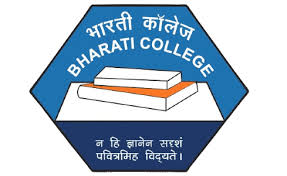 भारती कॉलेज
BHARATI COLLEGE
न हि ज्ञानेन सदृशं
पवित्रमिह विद्यते।